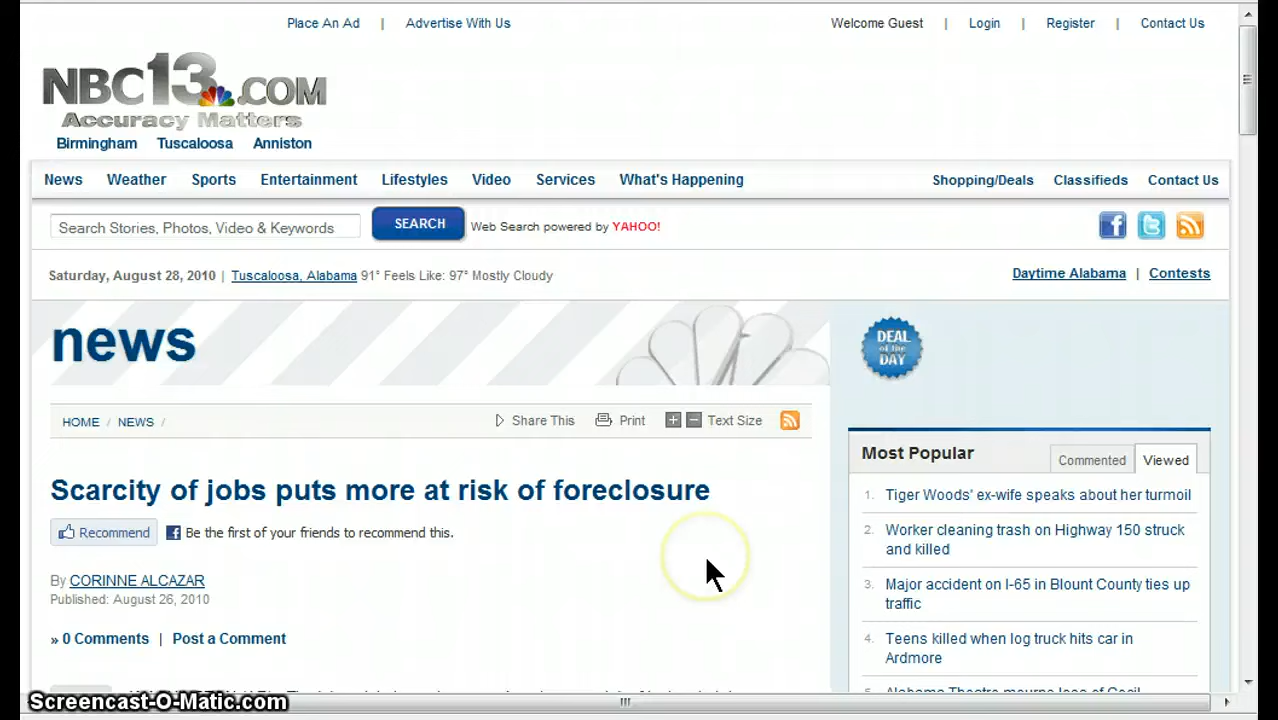 Place An Ad | Advertise With Us Welcome Guest | Login | Register | Contact Us
NBC13.COM
Accuracy Matters
Birmingham Tuscaloosa Anniston
News Weather Sports Entertainment Lifestyles Video Services What's Happening Shopping/Deals Classifieds Contact Us
Search Stories, Photos, Video & Keywords SEARCH Web Search powered by YAHOO!
Saturday, August 28, 2010 | Tuscaloosa, Alabama 91° Feels Like: 97° Mostly Cloudy Daytime Alabama | Contests
news
DEAL
of the
DAY
HOME / NEWS / Share This Print + - Text Size
Most Popular Commented Viewed
Scarcity of jobs puts more at risk of foreclosure
Recommend Be the first of your friends to recommend this.
By CORINNE ALCAZAR
Published: August 26, 2010
» 0 Comments | Post a Comment
1. Tiger Woods' ex-wife speaks about her turmoil
2. Worker cleaning trash on Highway 150 struck
and killed
3. Major accident on I-65 in Blount County ties up
traffic
4. Teens killed when log truck hits car in
Ardmore
Alabama Theatre mourns loss of Cecil
Screencast-O-Matic.com